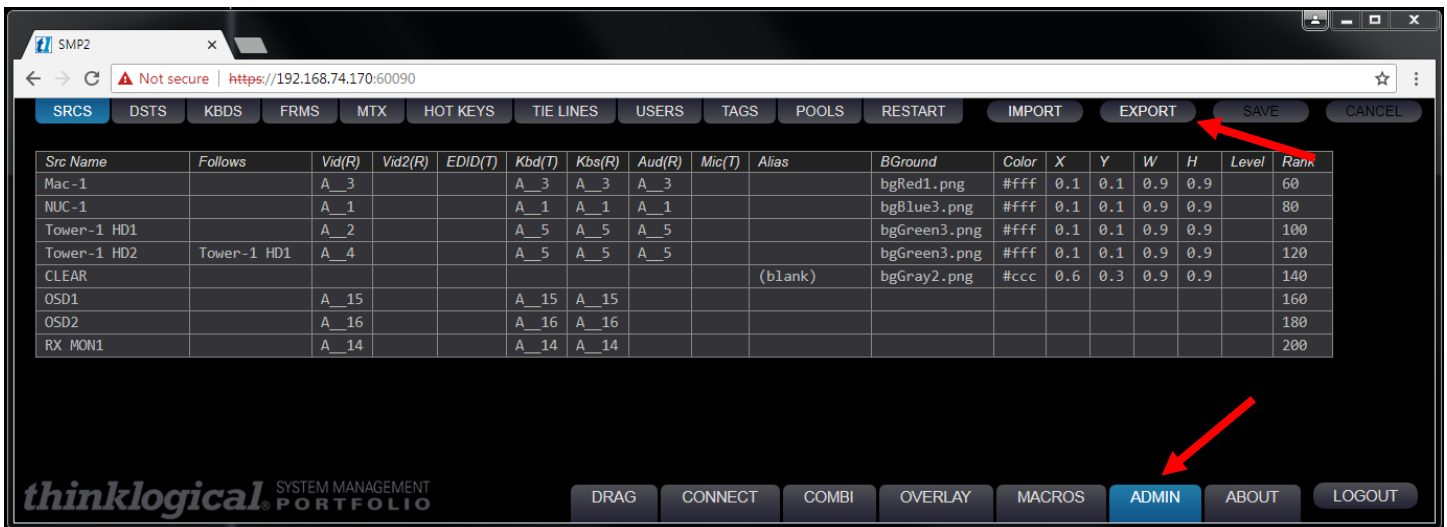 SMP2
Not secure | https://192.168.74.170:60090
SRCS DSTS KBDS FRMS MTX HOT KEYS TIE LINES USERS TAGS POOLS RESTART IMPORT EXPORT SAVE CANCEL
Src Name Follows Vid(R) Vid2(R) EDID(T) Kbd(T) Kbs(R) Aud(R) Mic(T) Alias BGround Color X Y W H Level Rank
Mac-1 A__3 A__3 A__3 A__3 bgRed1.png #fff 0.1 0.1 0.9 0.9 60
NUC-1 A__1 A__1 A__1 A__1 bgBlue3.png #fff 0.1 0.1 0.9 0.9 80
Tower-1 HD1 A__2 A__5 A__5 A__5 bgGreen3.png #fff 0.1 0.1 0.9 0.9 100
Tower-1 HD2 Tower-1 HD1 A__4 A__5 A__5 A__5 bgGreen3.png #fff 0.1 0.1 0.9 0.9 120
CLEAR (blank) bgGray2.png #ccc 0.6 0.3 0.9 0.9 140
OSD1 A__15 A__15 A__15 160
OSD2 A__16 A__16 A__16 180
RX MON1 A__14 A__14 A__14 200
thinklogical® SYSTEM MANAGEMENT PORTFOLIO
DRAG CONNECT COMBI OVERLAY MACROS ADMIN ABOUT LOGOUT